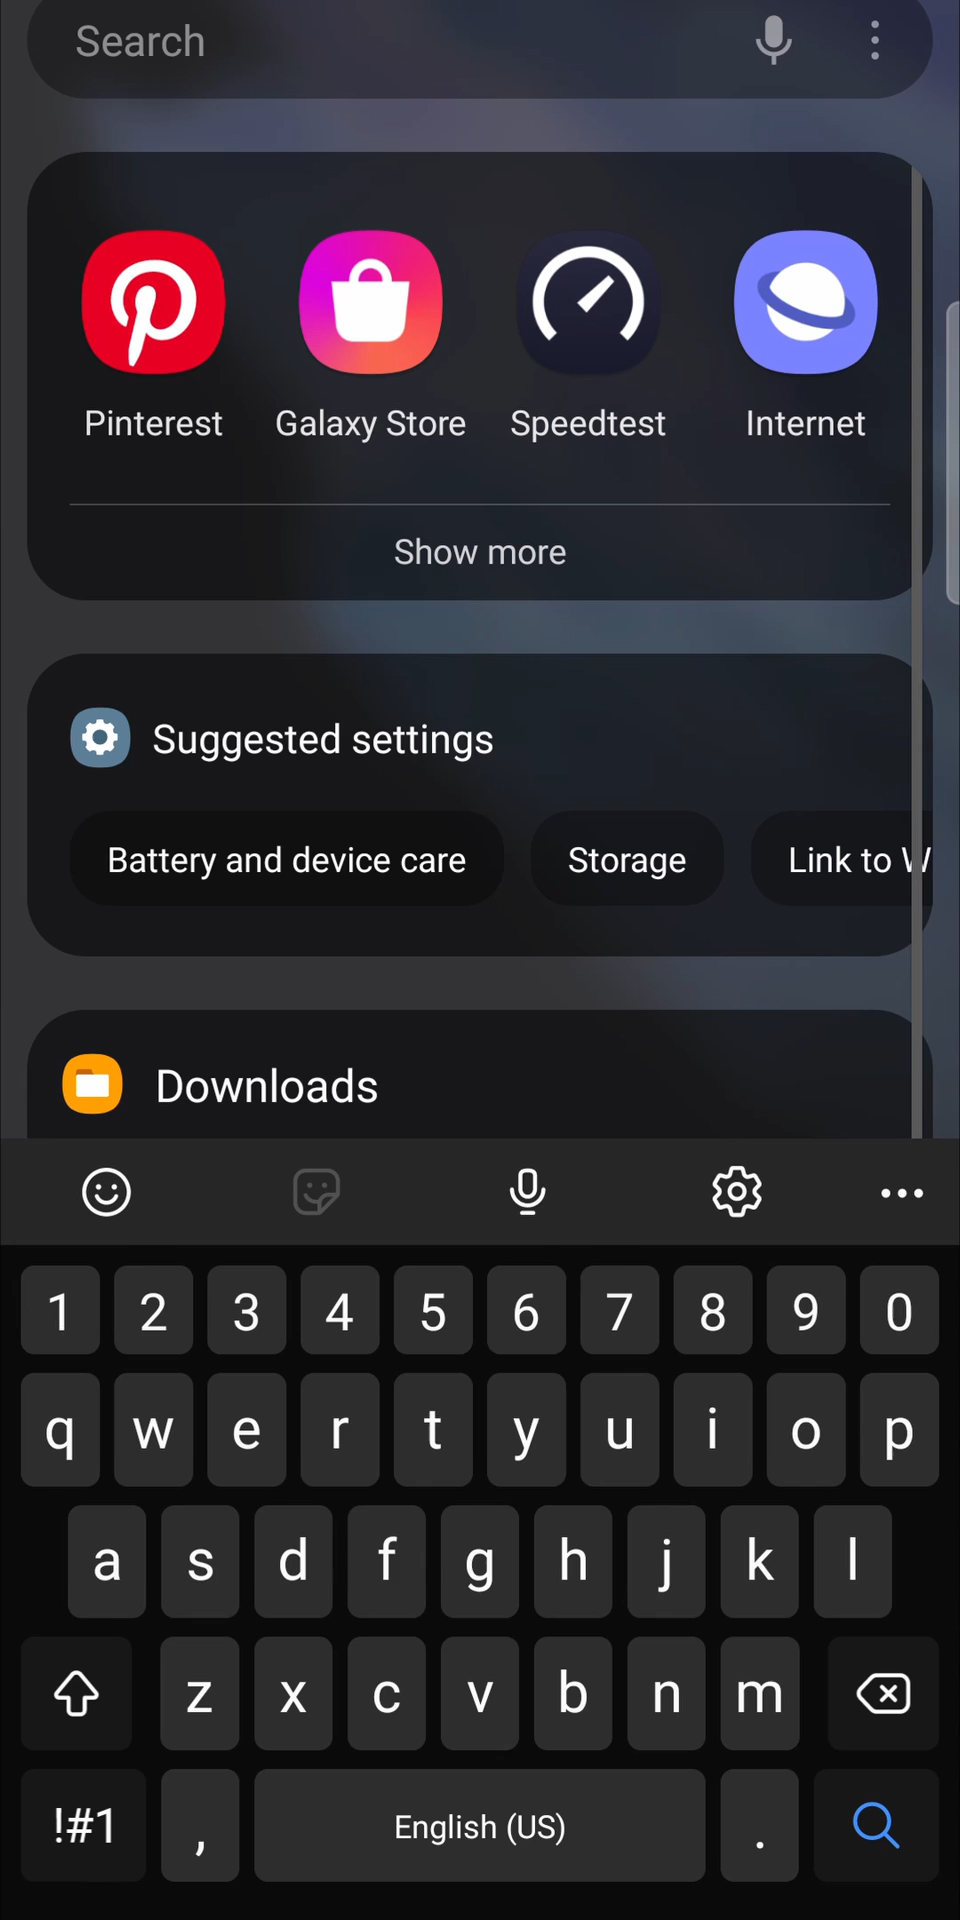 Search
Pinterest Galaxy Store Speedtest Internet
Show more
Suggested settings
Battery and device care Storage Link to W
Downloads
1 2 3 4 5 6 7 8 9 0
q w e r t y u i o p
a s d f g h j k l
z x c v b n m
!#1 , English (US) .